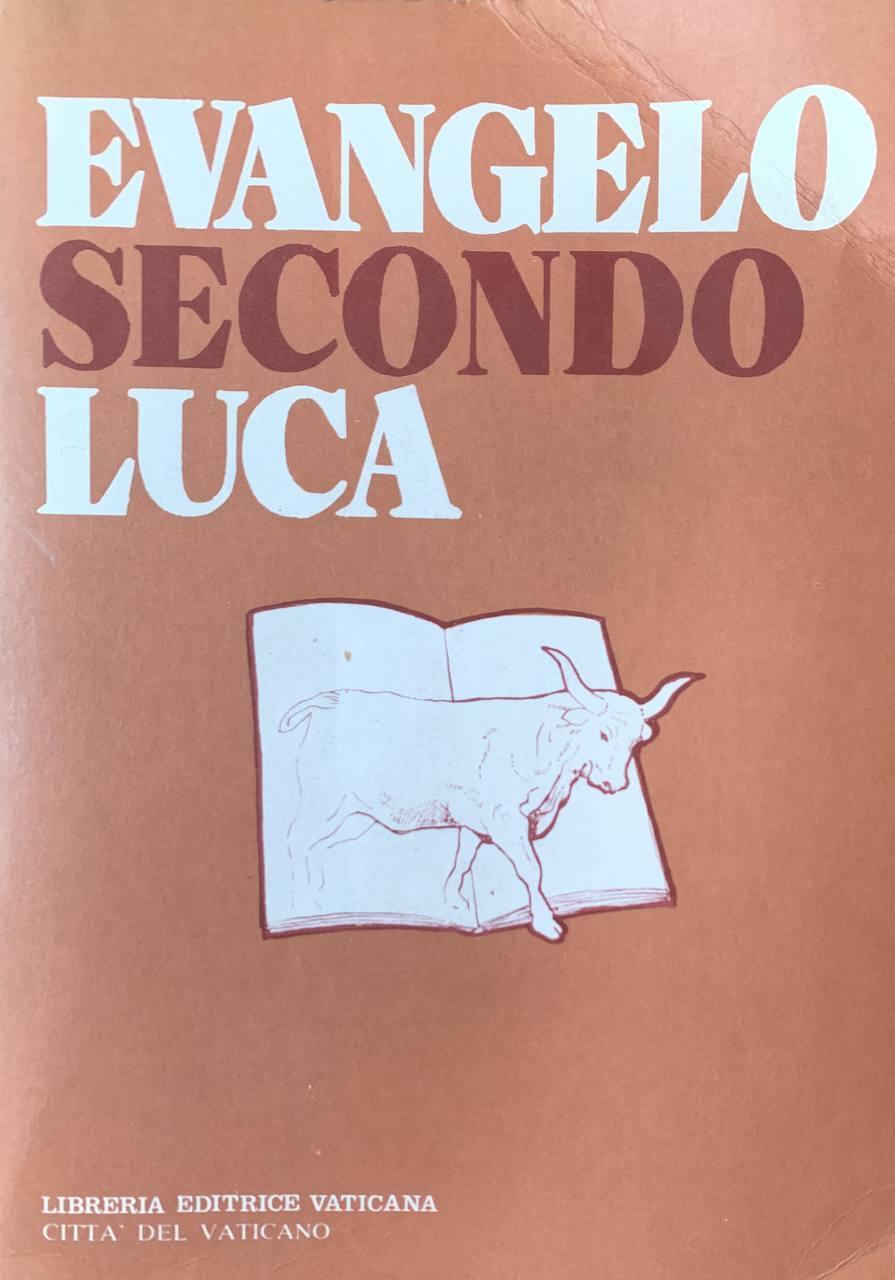 EVANGELO
SECONDO
LUCA
LIBRERIA EDITRICE VATICANA
CITTA' DEL VATICANO